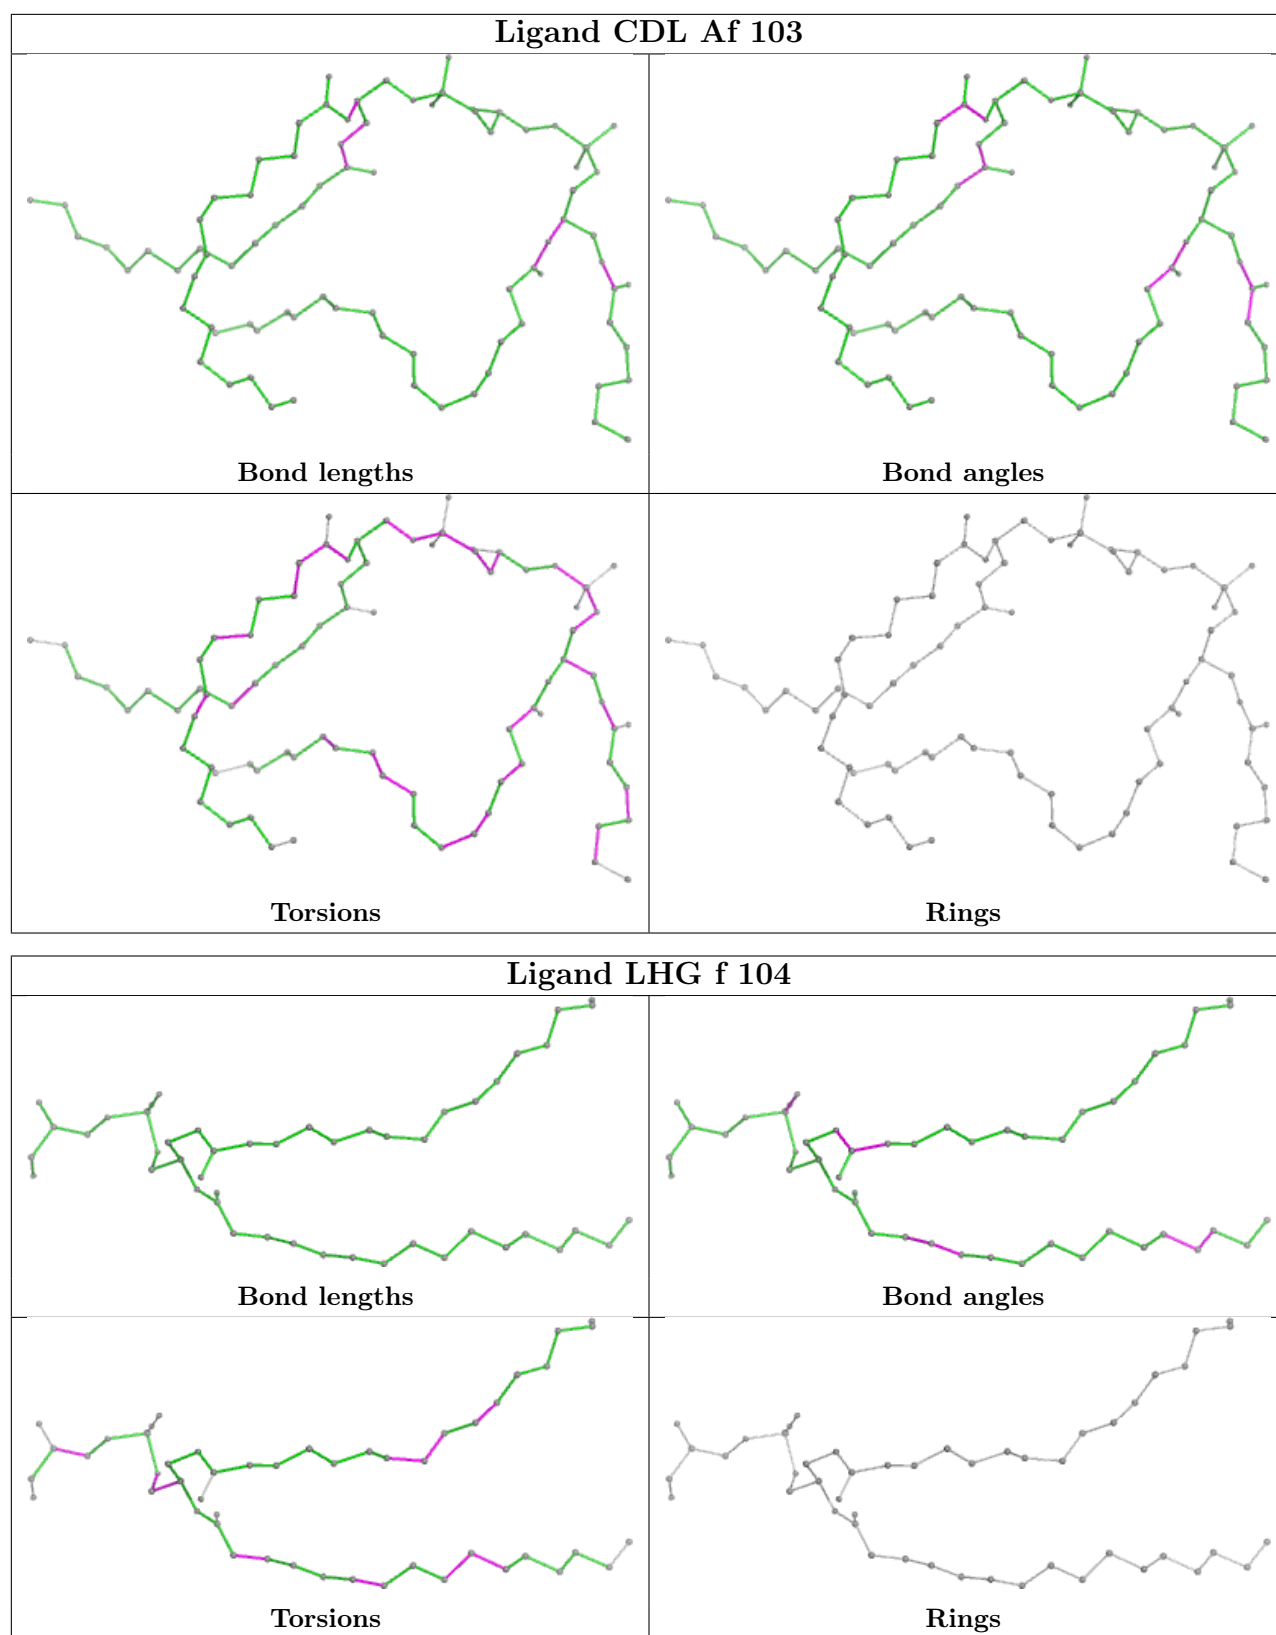 Ligand CDL Af 103
Bond lengths
Bond angles
Torsions
Rings
Ligand LHG f 104
Bond lengths
Bond angles
Torsions
Rings